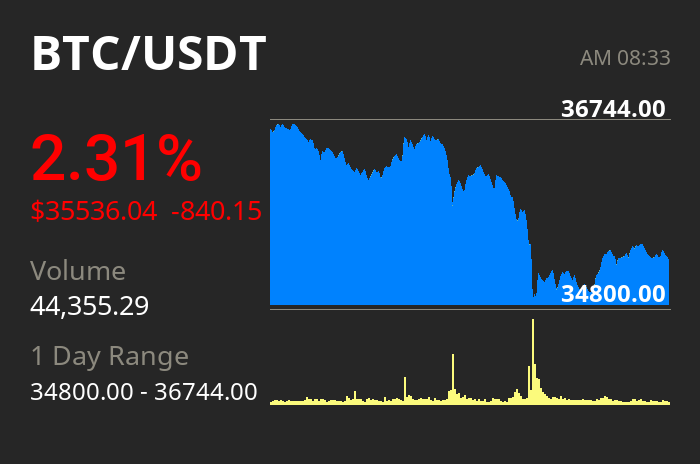 BTC/USDT
AM 08:33
36744.00
2.31%
$35536.04 -840.15
Volume
44,355.29
34800.00
1 Day Range
34800.00 - 36744.00